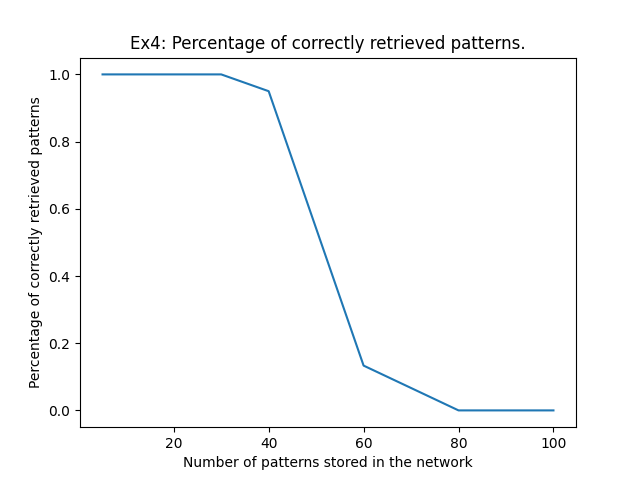 Ex4: Percentage of correctly retrieved patterns.
1.0
0.8
0.6
0.4
0.2
0.0
Percentage of correctly retrieved patterns
20 40 60 80 100
Number of patterns stored in the network